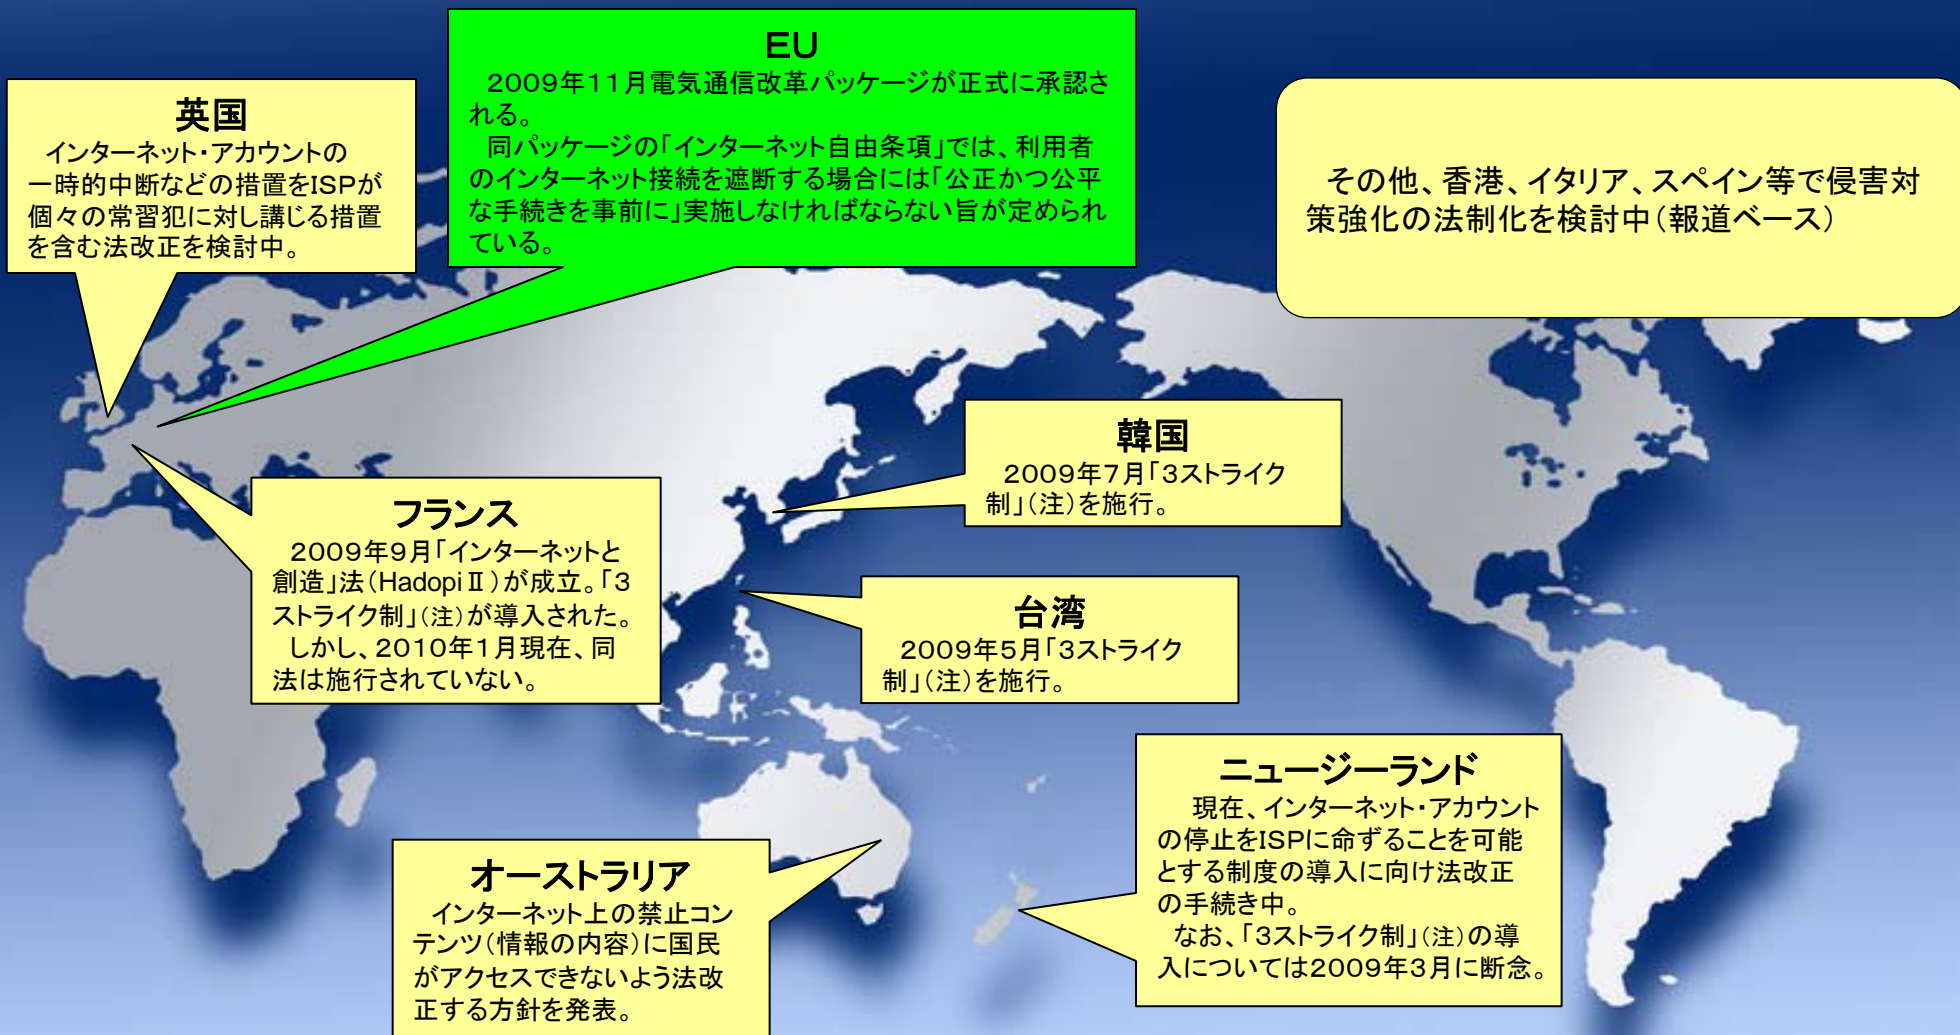 EU
2009年11月電気通信改革パッケージが正式に承認さ
れる。
同パッケージの「インターネット自由条項」では、利用者
のインターネット接続を遮断する場合には「公正かつ公平
な手続きを事前に」実施しなければならない旨が定められ
ている。
英国
インターネット・アカウントの
一時的中断などの措置をISPが
個々の常習犯に対し講じる措置
を含む法改正を検討中。
その他、香港、イタリア、スペイン等で侵害対
策強化の法制化を検討中（報道ベース）
韓国
2009年7月「3ストライク
制」（注）を施行。
フランス
2009年9月「インターネットと
創造」法（HadopiⅡ）が成立。「3
ストライク制」（注）が導入された。
しかし、2010年1月現在、同
法は施行されていない。
台湾
2009年5月「3ストライク
制」（注）を施行。
ニュージーランド
現在、インターネット・アカウント
の停止をISPに命ずることを可能
とする制度の導入に向け法改正
の手続き中。
なお、「3ストライク制」（注）の導
入については2009年3月に断念。
オーストラリア
インターネット上の禁止コン
テンツ（情報の内容）に国民
がアクセスできないよう法改
正する方針を発表。